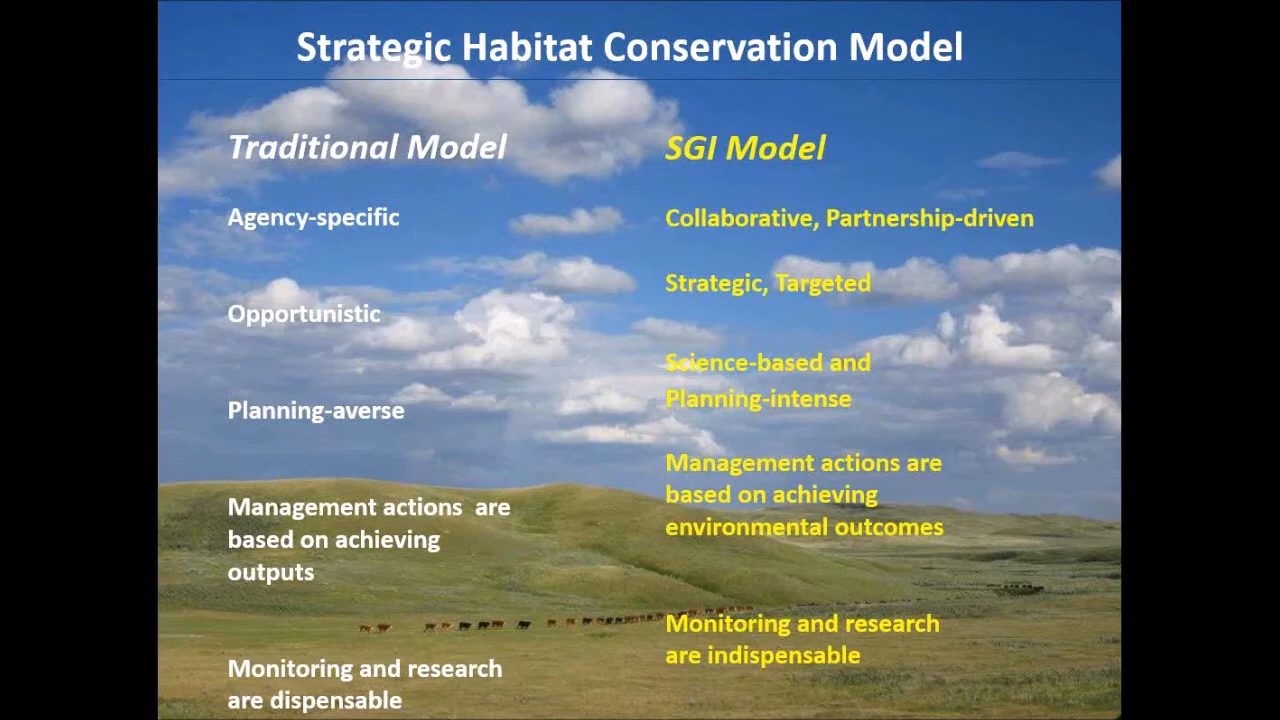 Strategic Habitat Conservation Model
Traditional Model
Agency-specific
Opportunistic
Planning-averse
Management actions  are
based on achieving
outputs
Monitoring and research
are dispensable
SGI Model
Collaborative, Partnership-driven
Strategic, Targeted
Science-based and
Planning-intense
Management actions are
based on achieving
environmental outcomes
Monitoring and research
are indispensable